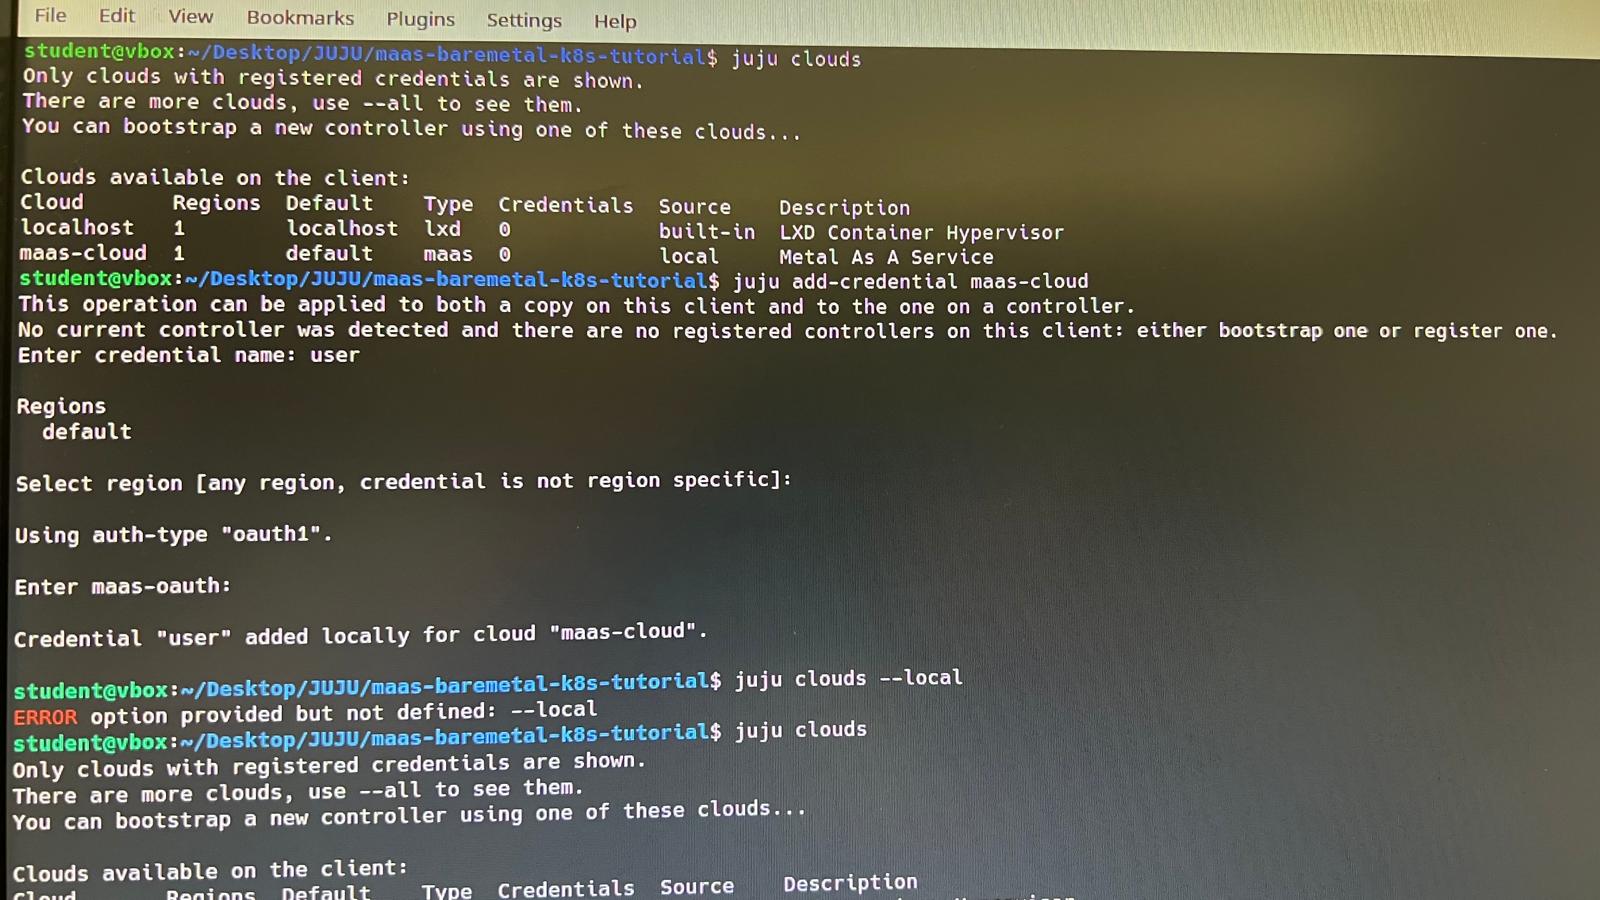 File Edit View Bookmarks Plugins Settings Help
student@vbox:~/Desktop/JUJU/maas-baremetal-k8s-tutorial$ juju clouds
Only clouds with registered credentials are shown.
There are more clouds, use --all to see them.
You can bootstrap a new controller using one of these clouds...
Clouds available on the client:
Cloud Regions Default Type Credentials Source Description
localhost 1 localhost lxd 0 built-in LXD Container Hypervisor
maas-cloud 1 default maas 0 local Metal As A Service
student@vbox:~/Desktop/JUJU/maas-baremetal-k8s-tutorial$ juju add-credential maas-cloud
This operation can be applied to both a copy on this client and to the one on a controller.
No current controller was detected and there are no registered controllers on this client: either bootstrap one or register one.
Enter credential name: user
Regions
default
Select region [any region, credential is not region specific]:
Using auth-type "oauth1".
Enter maas-oauth:
Credential "user" added locally for cloud "maas-cloud".
student@vbox:~/Desktop/JUJU/maas-baremetal-k8s-tutorial$ juju clouds --local
ERROR option provided but not defined: --local
student@vbox:~/Desktop/JUJU/maas-baremetal-k8s-tutorial$ juju clouds
Only clouds with registered credentials are shown.
There are more clouds, use --all to see them.
You can bootstrap a new controller using one of these clouds...
Clouds available on the client:
Cloud Regions Default Type Credentials Source Description